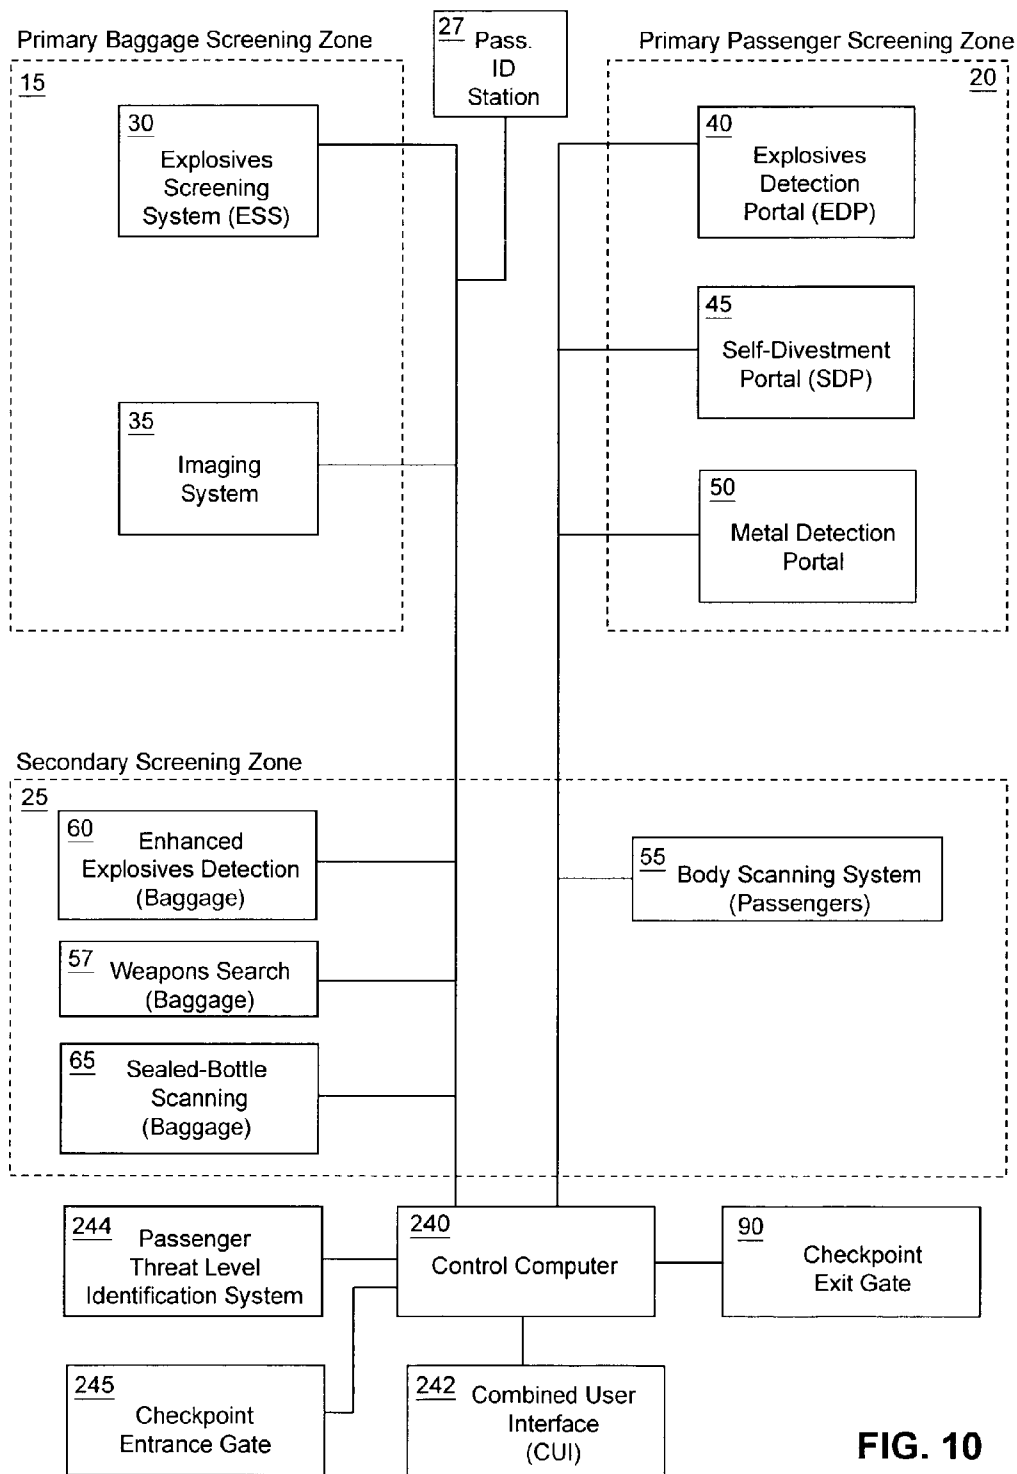 Primary Baggage Screening Zone
15
30
Explosives
Screening
System (ESS)
35
Imaging
System
27
Pass.
ID
Station
Primary Passenger Screening Zone
20
40
Explosives
Detection
Portal (EDP)
45
Self-Divestment
Portal (SDP)
50
Metal Detection
Portal
Secondary Screening Zone
25
60
Enhanced
Explosives Detection
(Baggage)
57
Weapons Search
(Baggage)
65
Sealed-Bottle
Scanning
(Baggage)
55
Body Scanning System
(Passengers)
244
Passenger
Threat Level
Identification System
240
Control Computer
90
Checkpoint
Exit Gate
245
Checkpoint
Entrance Gate
242
Combined User
Interface
(CUI)
FIG. 10